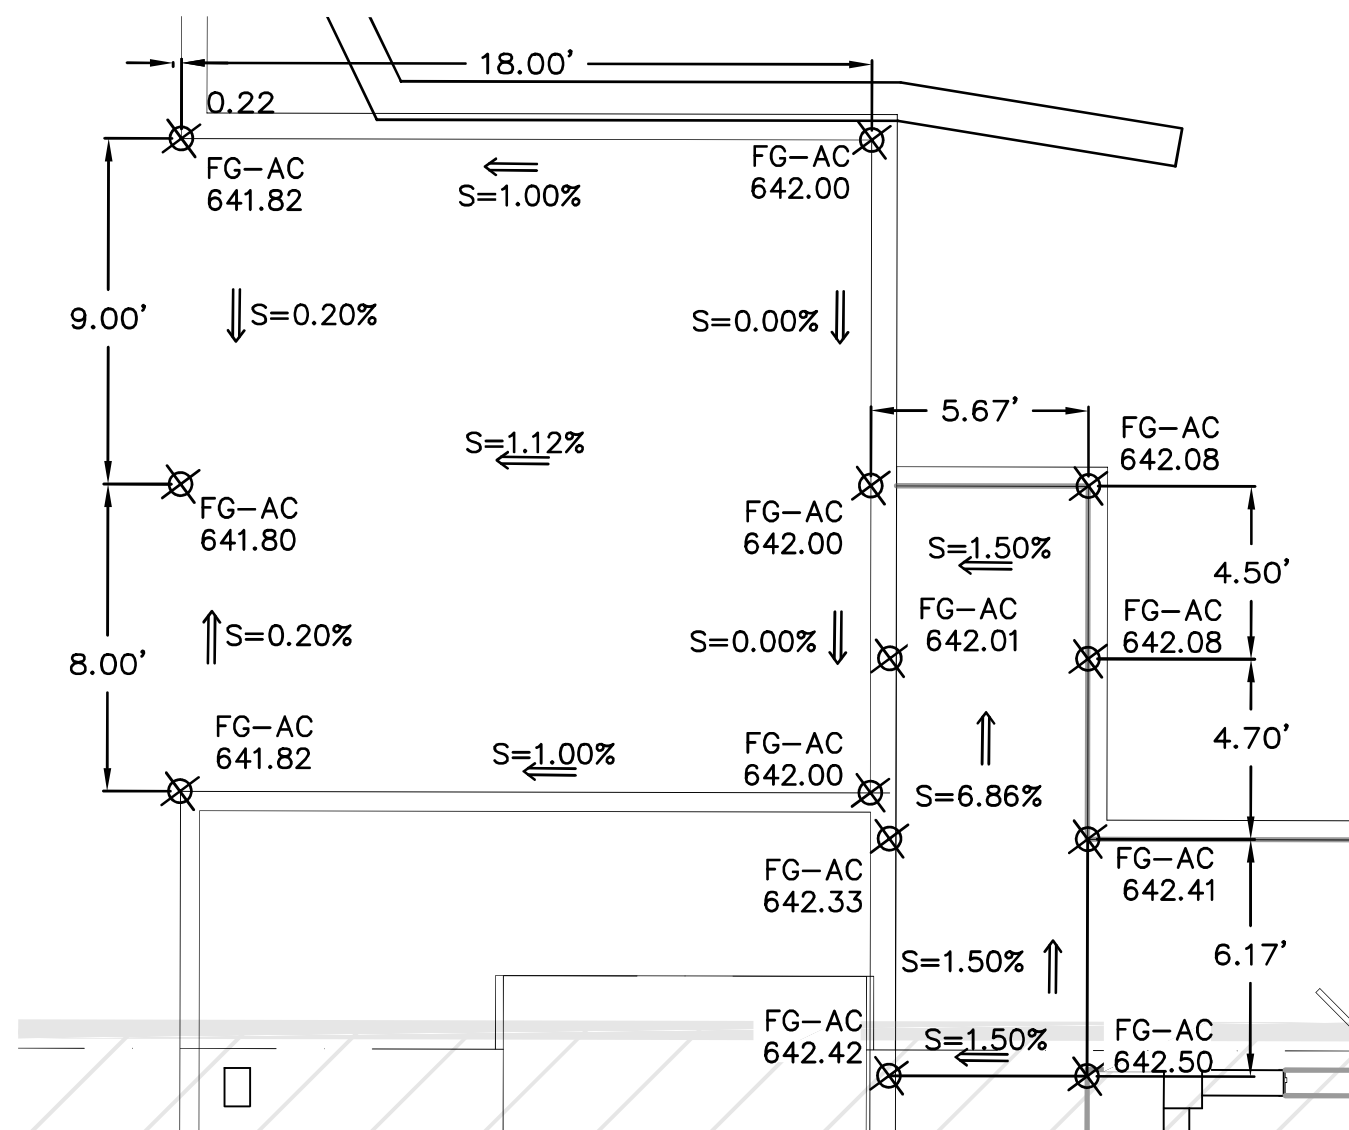 18.00'
0.22
FG-AC
641.82
S=1.00%
FG-AC
642.00
9.00'
S=0.20%
S=0.00%
5.67'
FG-AC
642.08
S=1.12%
FG-AC
641.80
FG-AC
642.00
S=1.50%
4.50'
FG-AC
642.01
FG-AC
642.08
8.00'
S=0.20%
S=0.00%
FG-AC
641.82
S=1.00%
FG-AC
642.00
4.70'
S=6.86%
FG-AC
642.33
FG-AC
642.41
S=1.50%
6.17'
FG-AC
642.42
S=1.50%
FG-AC
642.50